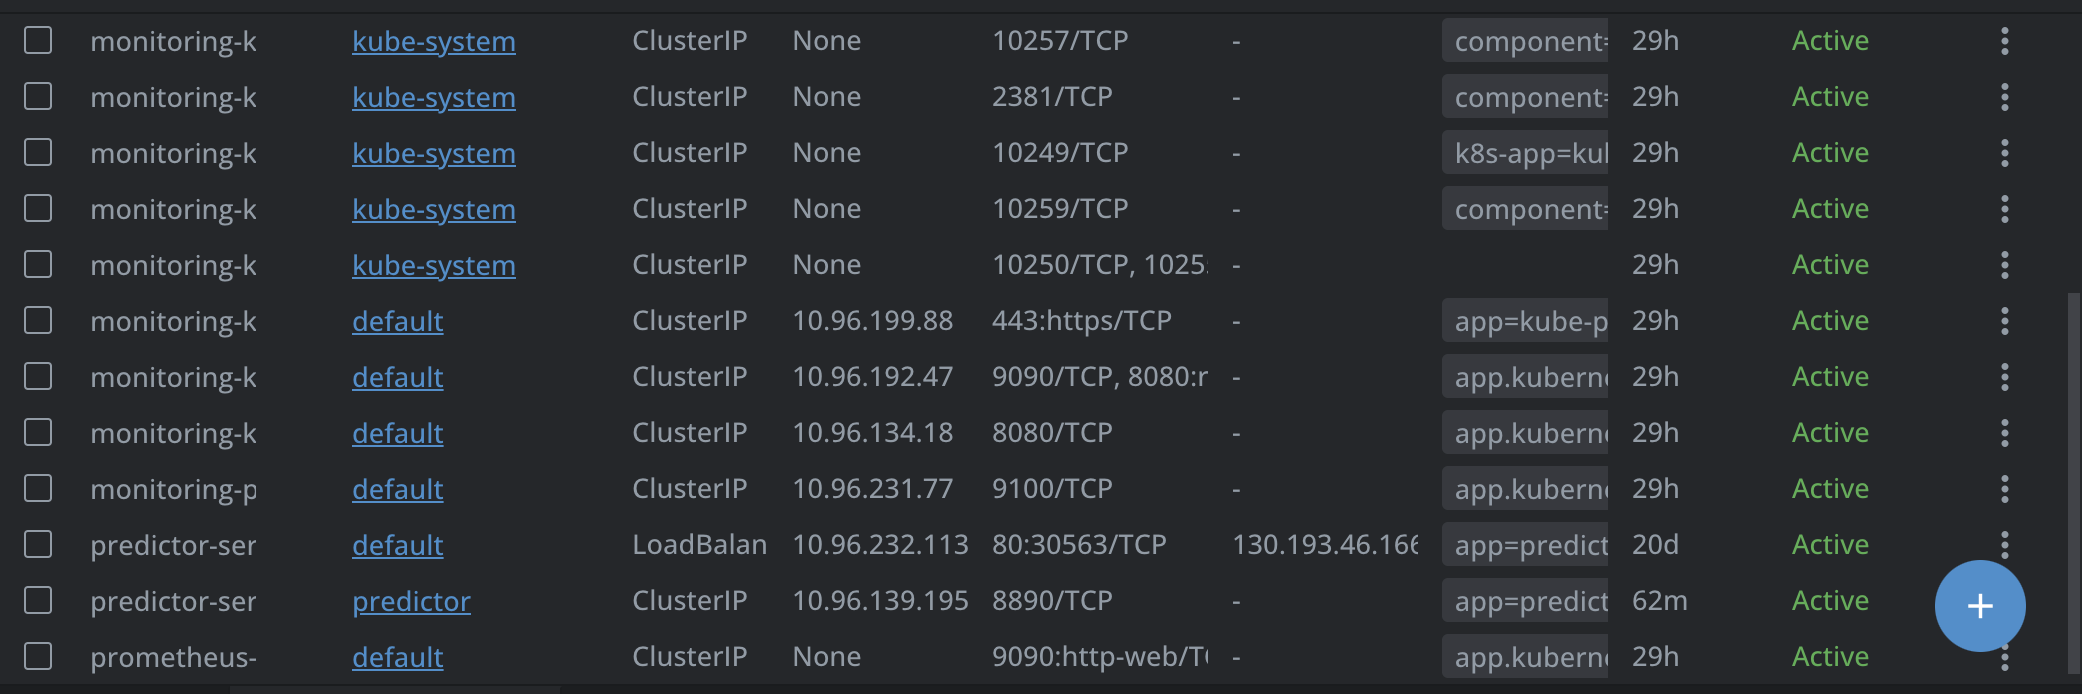 monitoring-k kube-system ClusterIP None 10257/TCP - component= 29h Active
monitoring-k kube-system ClusterIP None 2381/TCP - component= 29h Active
monitoring-k kube-system ClusterIP None 10249/TCP - k8s-app=kul 29h Active
monitoring-k kube-system ClusterIP None 10259/TCP - component= 29h Active
monitoring-k kube-system ClusterIP None 10250/TCP, 1025 - 29h Active
monitoring-k default ClusterIP 10.96.199.88 443:https/TCP - app=kube-p 29h Active
monitoring-k default ClusterIP 10.96.192.47 9090/TCP, 8080:r - app.kuberne 29h Active
monitoring-k default ClusterIP 10.96.134.18 8080/TCP - app.kuberne 29h Active
monitoring-p default ClusterIP 10.96.231.77 9100/TCP - app.kuberne 29h Active
predictor-ser default LoadBalan 10.96.232.113 80:30563/TCP 130.193.46.166 app=predict 20d Active
predictor-ser predictor ClusterIP 10.96.139.195 8890/TCP - app=predict 62m Active
prometheus- default ClusterIP None 9090:http-web/T - app.kuberne 29h Active